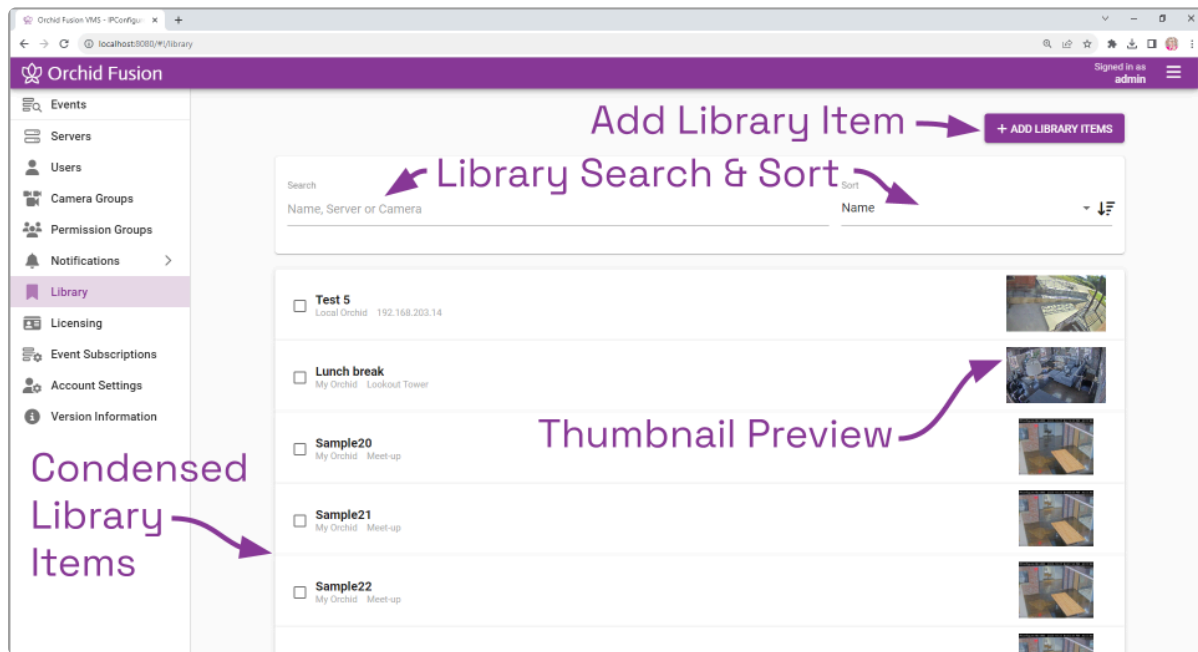 Orchid Fusion VMS - IPConfigur
localhost:8080/#!/library
Orchid Fusion
Signed in as
admin
Events
Servers
Users
Camera Groups
Permission Groups
Notifications
Library
Licensing
Event Subscriptions
Account Settings
Version Information
Add Library Item
+ ADD LIBRARY ITEMS
Library Search & Sort
Search
Name, Server or Camera
Sort
Name
Test 5
Local Orchid 192.168.203.14
Lunch break
My Orchid Lookout Tower
Thumbnail Preview
Sample20
My Orchid Meet-up
Sample21
My Orchid Meet-up
Sample22
My Orchid Meet-up
Condensed
Library
Items